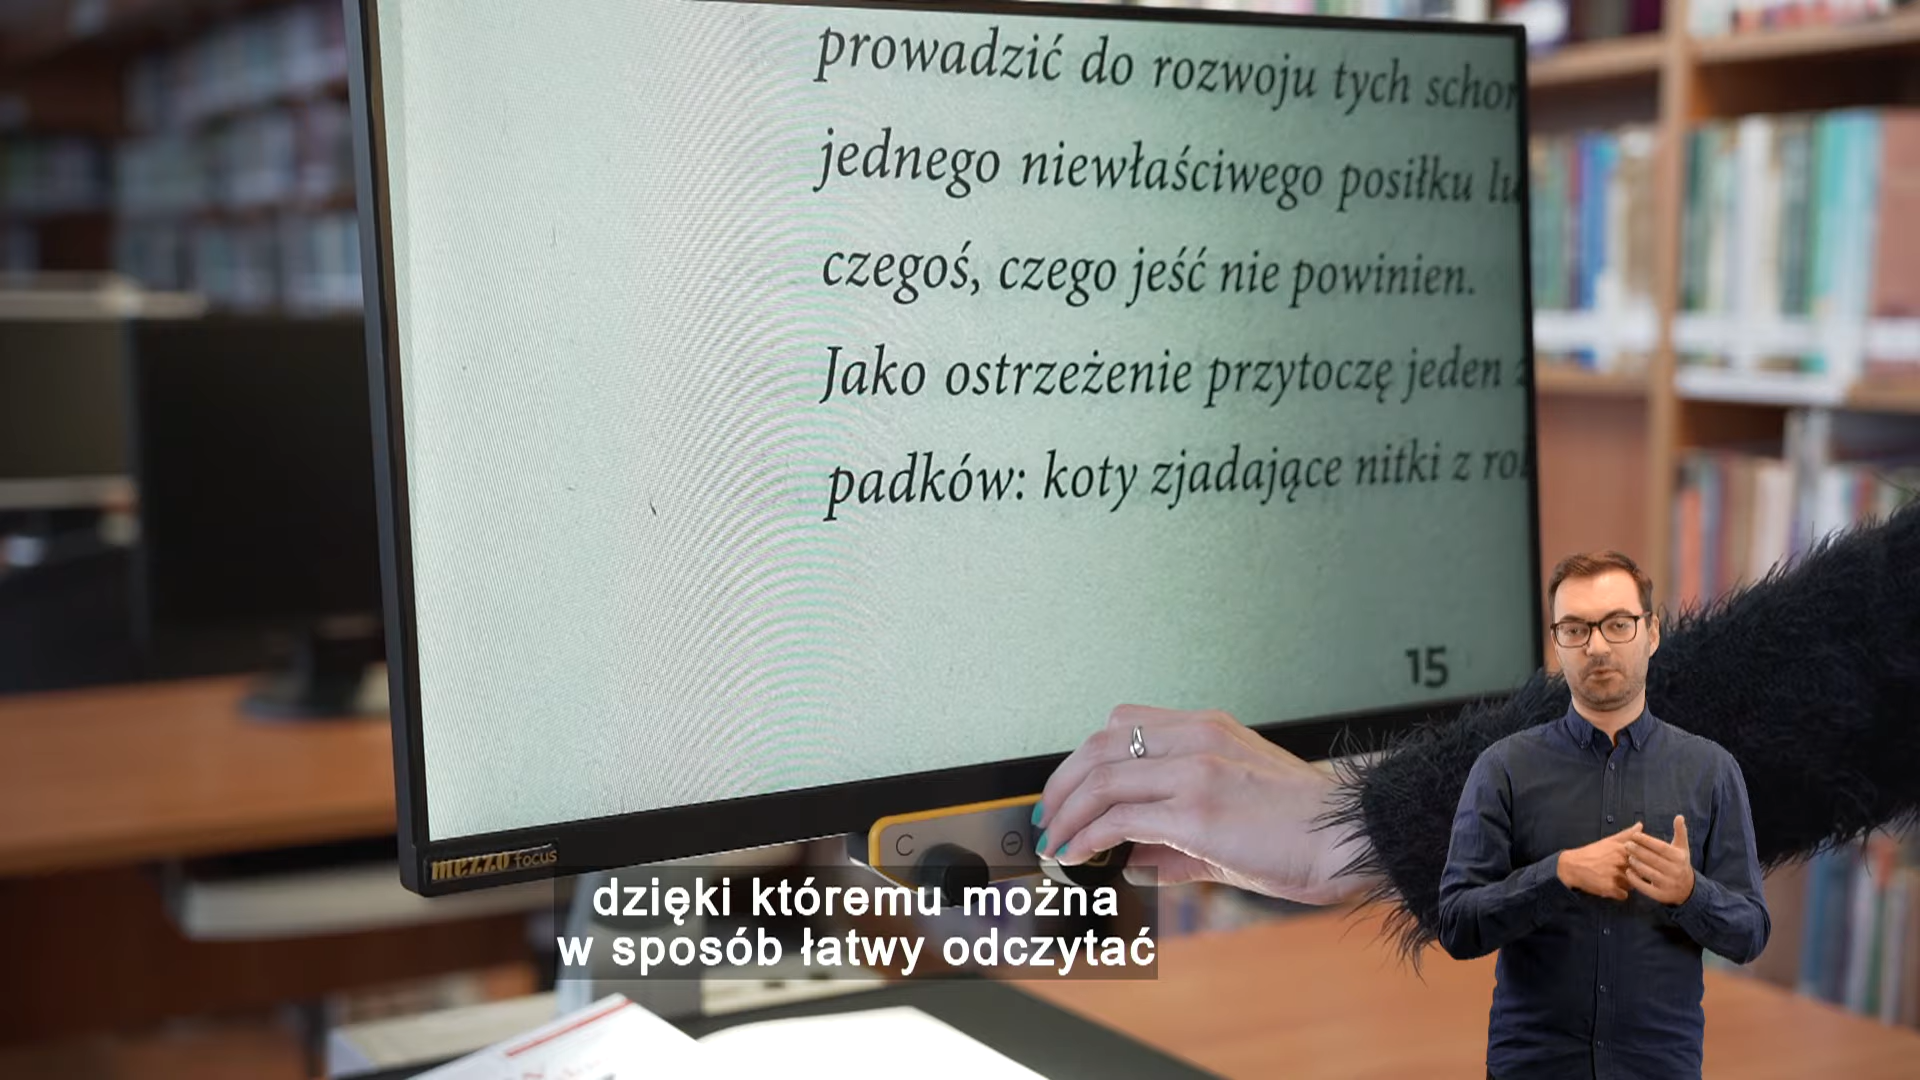 prowadzić do rozwoju tych
jednego niewłaściwego posiłku
czegoś, czego jeść nie powinien.
Jako ostrzeżenie przytoczę jeden
padków: koty zjadające nitki z
15
mezzo focus
C
dzięki któremu można
w sposób łatwy odczytać